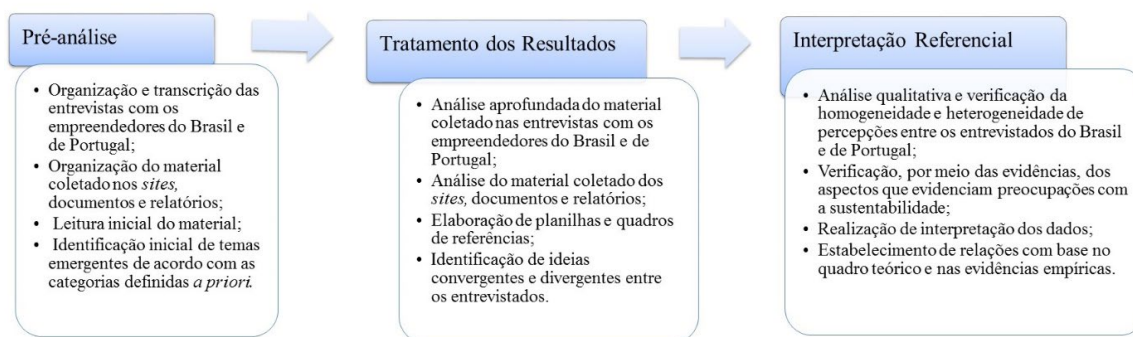 Pré-análise
• Organização e transcrição das
entrevistas com os
empreendedores do Brasil e
de Portugal;
• Organização do material
coletado nos sites,
documentos e relatórios;
• Leitura inicial do material;
• Identificação inicial de temas
emergentes de acordo com as
categorias definidas a priori.
Tratamento dos Resultados
• Análise aprofundada do material
coletado nas entrevistas com os
empreendedores do Brasil e de
Portugal;
• Análise do material coletado dos
sites, documentos e relatórios;
• Elaboração de planilhas e quadros
de referências;
• Identificação de ideias
convergentes e divergentes entre
os entrevistados.
Interpretação Referencial
• Análise qualitativa e verificação da
homogeneidade e heterogeneidade de
percepções entre os entrevistados do Brasil
e de Portugal;
• Verificação, por meio das evidências, dos
aspectos que evidenciam preocupações com
a sustentabilidade;
• Realização de interpretação dos dados;
• Estabelecimento de relações com base no
quadro teórico e nas evidências empíricas.